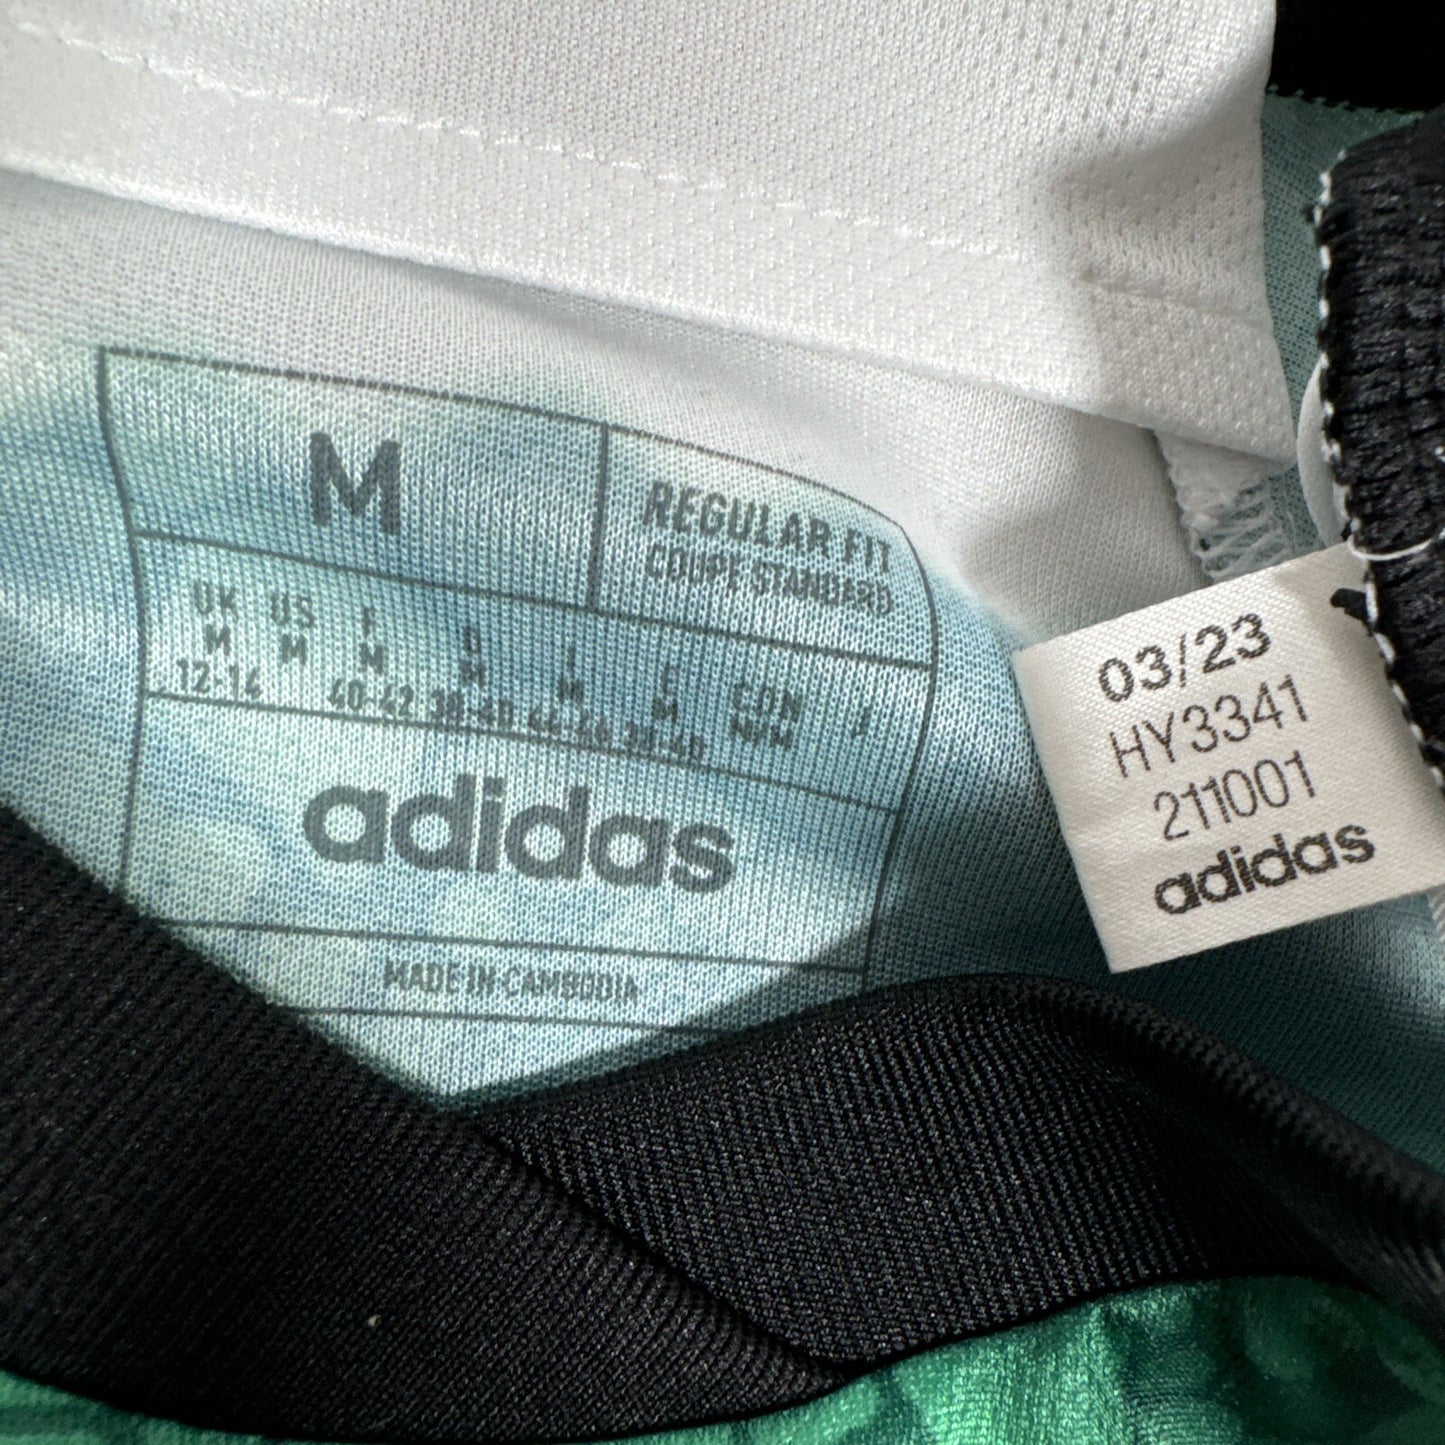 M
REGULAR FIT
COUPE STANDARD
UK US F D I C CDN J
M M M M M M M/M
12-14 40-42 38-40 44-46 38-40
adidas
MADE IN CAMBODIA
03/23
HY3341
211001
adidas